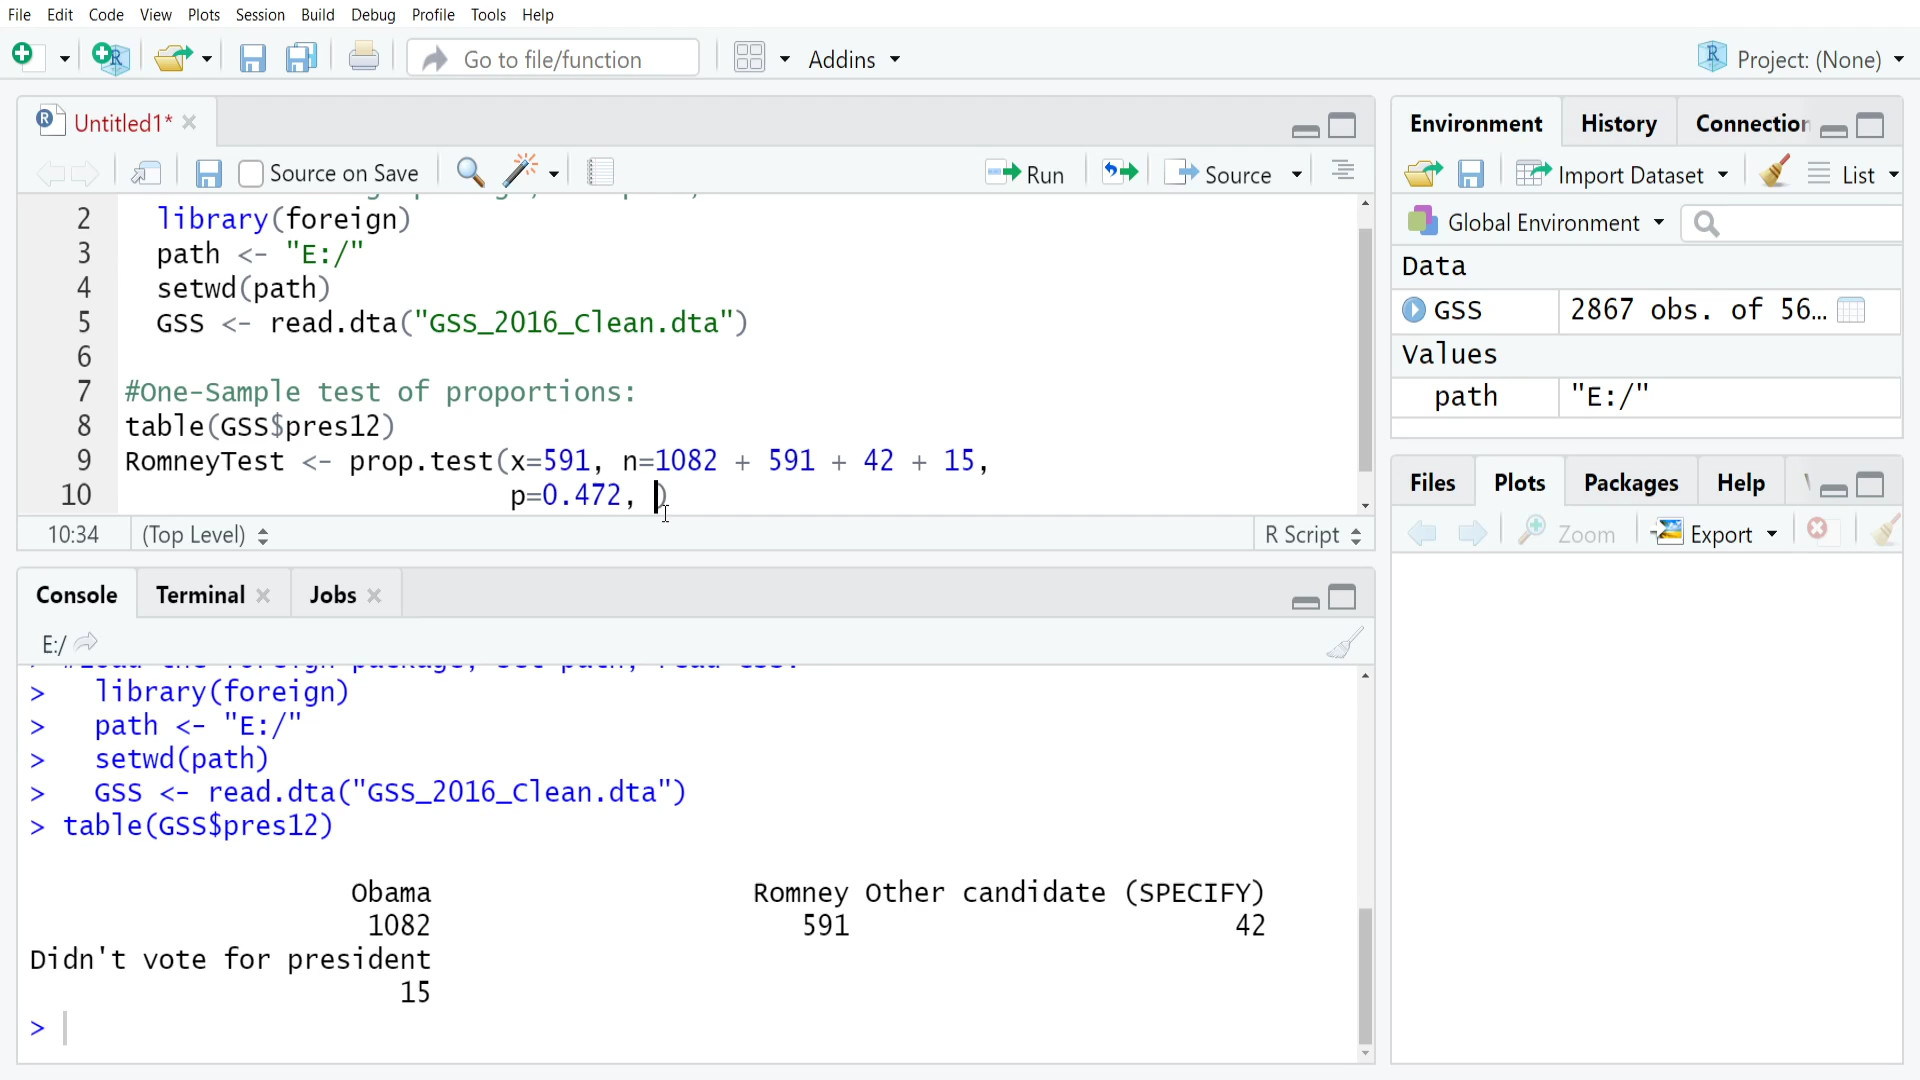 File Edit Code View Plots Session Build Debug Profile Tools Help
Go to file/function Addins Project: (None)
Untitled1*
Source on Save Run Source
2 library(foreign)
3 path <- "E:/"
4 setwd(path)
5 GSS <- read.dta("GSS_2016_Clean.dta")
6
7 #One-Sample test of proportions:
8 table(GSS$pres12)
9 RomneyTest <- prop.test(x=591, n=1082 + 591 + 42 + 15,
10 p=0.472, )
10:34 (Top Level) R Script
Console Terminal Jobs
E:/
> library(foreign)
> path <- "E:/"
> setwd(path)
> GSS <- read.dta("GSS_2016_Clean.dta")
> table(GSS$pres12)
Obama Romney Other candidate (SPECIFY)
1082 591 42
Didn't vote for president
15
>
Environment History Connection
Import Dataset List
Global Environment
Data
GSS 2867 obs. of 56...
Values
path "E:/"
Files Plots Packages Help
Zoom Export